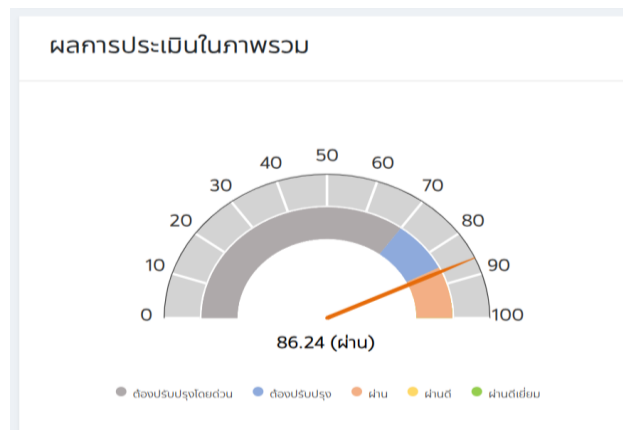 ผลการประเมินในภาพรวม
50
40 60
30 70
20 80
10 90
0 100
86.24 (ผ่าน)
ต้องปรับปรุงโดยด่วน ต้องปรับปรุง ผ่าน ผ่านดี ผ่านดีเยี่ยม